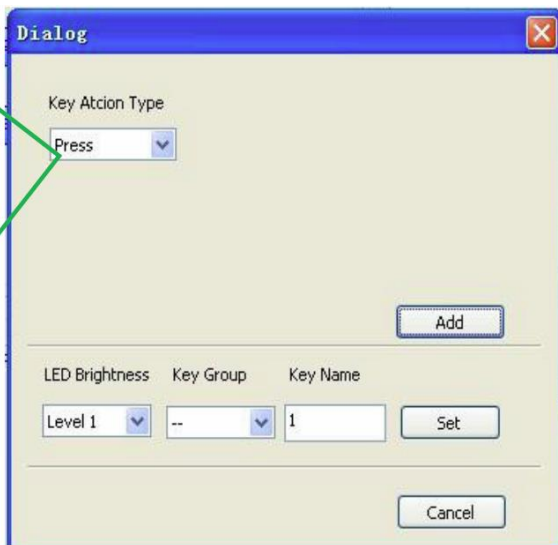 Dialog
Key Atcion Type
Press
Add
LED Brightness Key Group Key Name
Level 1 -- 1 Set
Cancel